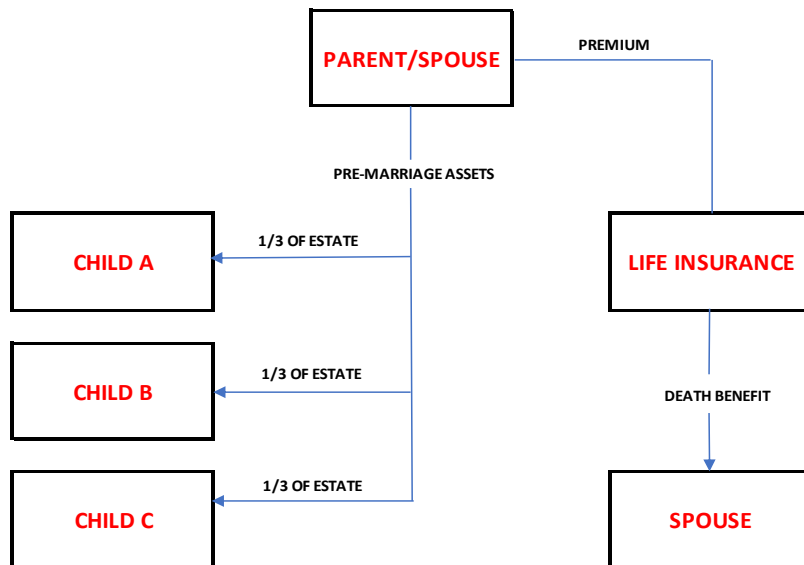 PARENT/SPOUSE
PREMIUM
PRE-MARRIAGE ASSETS
1/3 OF ESTATE
CHILD A
LIFE INSURANCE
1/3 OF ESTATE
CHILD B
DEATH BENEFIT
1/3 OF ESTATE
CHILD C
SPOUSE